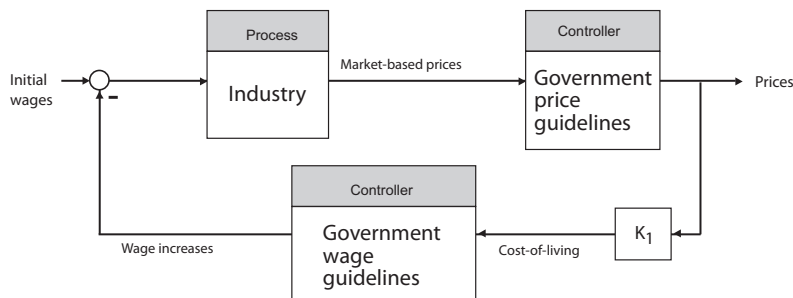 Process
Controller
Initial
wages
Industry
Market-based prices
Government
price
guidelines
Prices
-
Controller
Government
wage
guidelines
Wage increases
Cost-of-living
K1